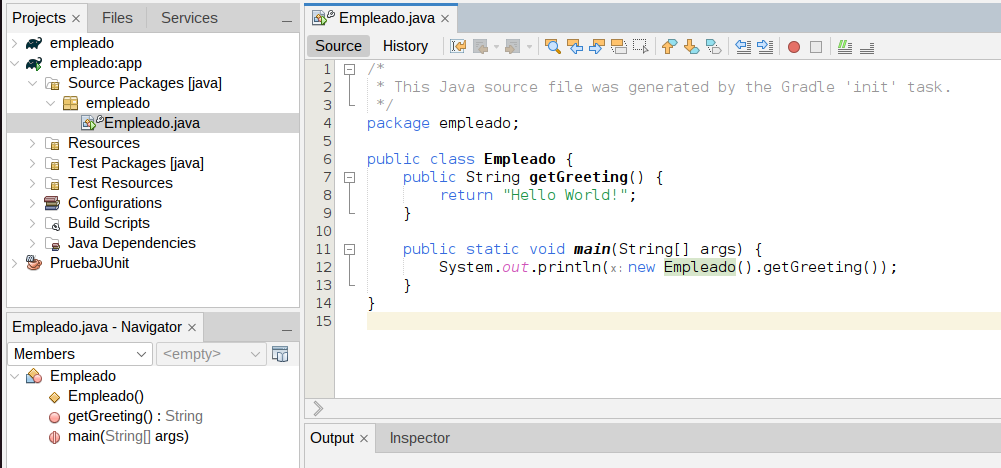 Projects × Files Services
empleado
empleado:app
Source Packages [java]
empleado
Empleado.java
Resources
Test Packages [java]
Test Resources
Configurations
Build Scripts
Java Dependencies
PruebaJUnit
Empleado.java - Navigator ×
Members <empty>
Empleado
Empleado()
getGreeting() : String
main(String[] args)
Empleado.java ×
Source History
1 /*
2 * This Java source file was generated by the Gradle 'init' task.
3 */
4 package empleado;
5
6 public class Empleado {
7 public String getGreeting() {
8 return "Hello World!";
9 }
10
11 public static void main(String[] args) {
12 System.out.println(x: new Empleado().getGreeting());
13 }
14 }
15
Output × Inspector